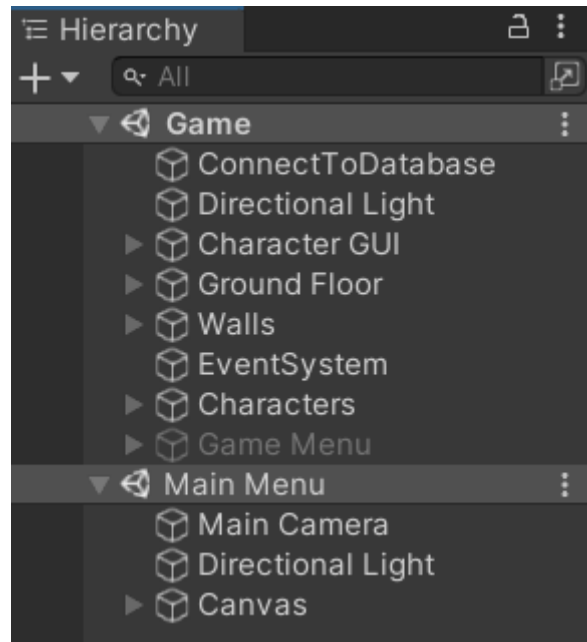 Hierarchy
All
Game
ConnectToDatabase
Directional Light
Character GUI
Ground Floor
Walls
EventSystem
Characters
Game Menu
Main Menu
Main Camera
Directional Light
Canvas